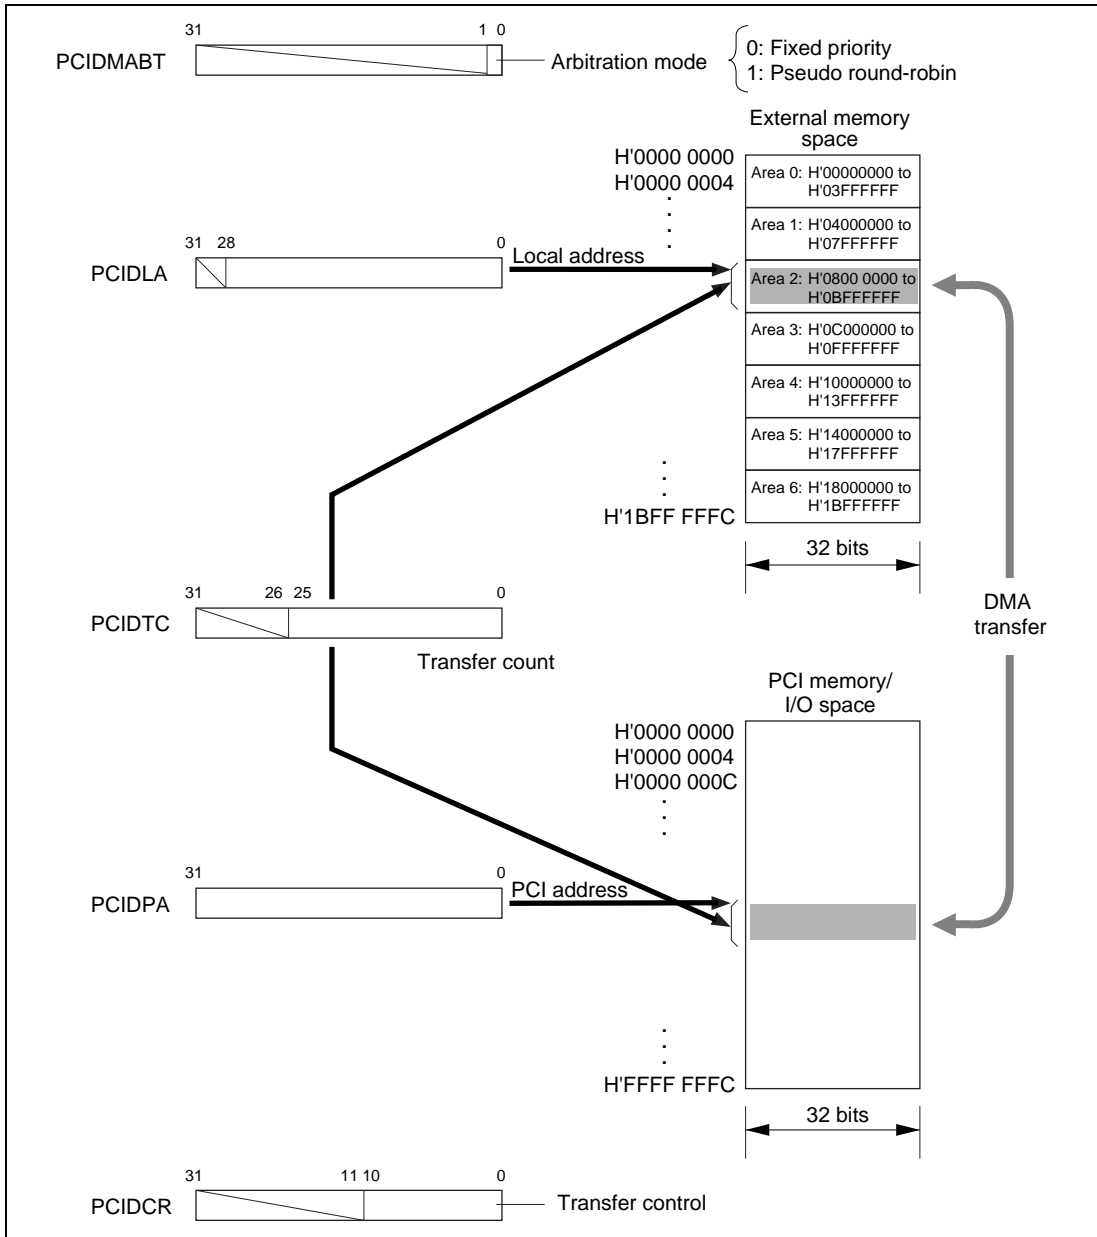 31 1 0
PCIDMABT
Arbitration mode
0: Fixed priority
1: Pseudo round-robin
External memory
space
H'0000 0000
H'0000 0004
Area 0: H'00000000 to
H'03FFFFFF
Area 1: H'04000000 to
H'07FFFFFF
31 28 0
PCIDLA
Local address
Area 2: H'0800 0000 to
H'0BFFFFFF
Area 3: H'0C000000 to
H'0FFFFFFF
Area 4: H'10000000 to
H'13FFFFFF
Area 5: H'14000000 to
H'17FFFFFF
Area 6: H'18000000 to
H'1BFFFFFF
H'1BFF FFFC
32 bits
31 26 25 0
PCIDTC
Transfer count
DMA
transfer
PCI memory/
I/O space
H'0000 0000
H'0000 0004
H'0000 000C
31 0
PCIDPA
PCI address
H'FFFF FFFC
32 bits
31 11 10 0
PCIDCR
Transfer control